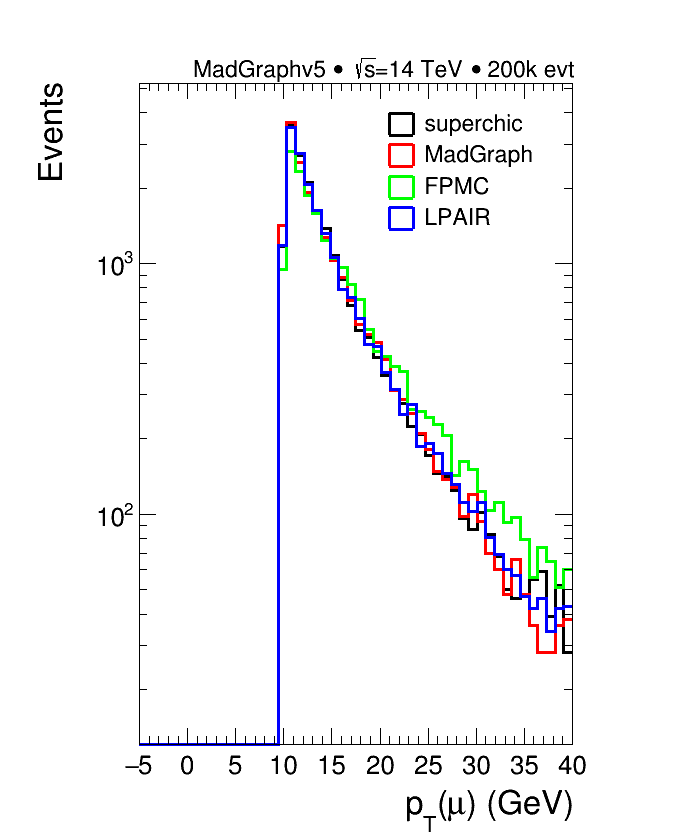 MadGraphv5 • √s=14 TeV • 200k evt
Events
superchic
MadGraph
FPMC
LPAIR
10³
10²
−5 0 5 10 15 20 25 30 35 40
p_T(μ) (GeV)